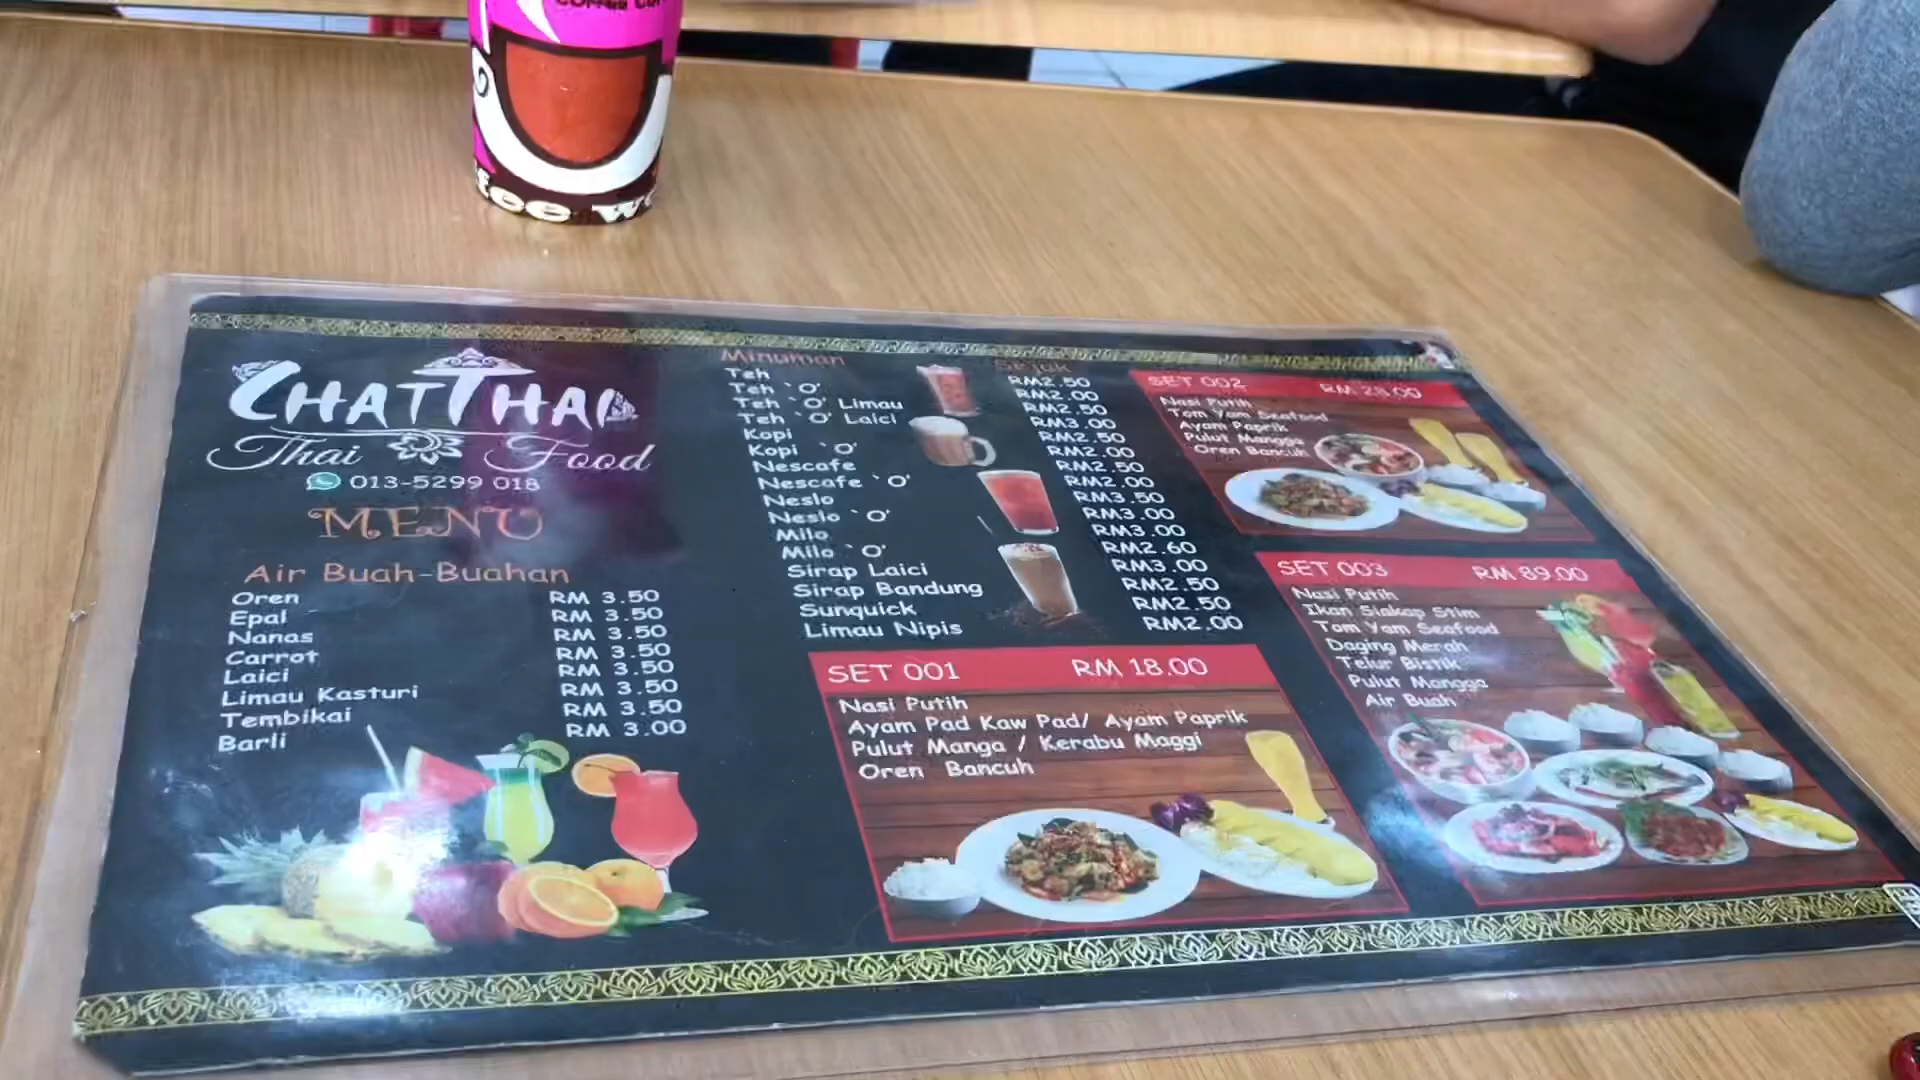 CHATTHAI
Thai Food
013-5299 018
MENU
Air Buah-Buahan
Oren RM 3.50
Epal RM 3.50
Nanas RM 3.50
Carrot RM 3.50
Laici RM 3.50
Limau Kasturi RM 3.50
Tembikai RM 3.50
Barli RM 3.00
Minuman Sejuk
Teh RM2.50
Teh `O' RM2.00
Teh `O' Limau RM2.50
Teh `O' Laici RM3.00
Kopi RM2.50
Kopi `O' RM2.00
Nescafe RM2.50
Nescafe `O' RM2.00
Neslo RM3.50
Neslo `O' RM3.00
Milo RM3.00
Milo `O' RM2.60
Sirap Laici RM3.00
Sirap Bandung RM2.50
Sunquick RM2.50
Limau Nipis RM2.00
SET 001 RM 18.00
Nasi Putih
Ayam Pad Kaw Pad/ Ayam Paprik
Pulut Manga / Kerabu Maggi
Oren Bancuh
SET 002 RM 28.00
Nasi Putih
Tom Yam Seafood
Ayam Paprik
Pulut Mangga
Oren Bancuh
SET 003 RM 89.00
Nasi Putih
Ikan Siakap Stim
Tom Yam Seafood
Daging Merah
Telur Bistik
Pulut Mangga
Air Buah